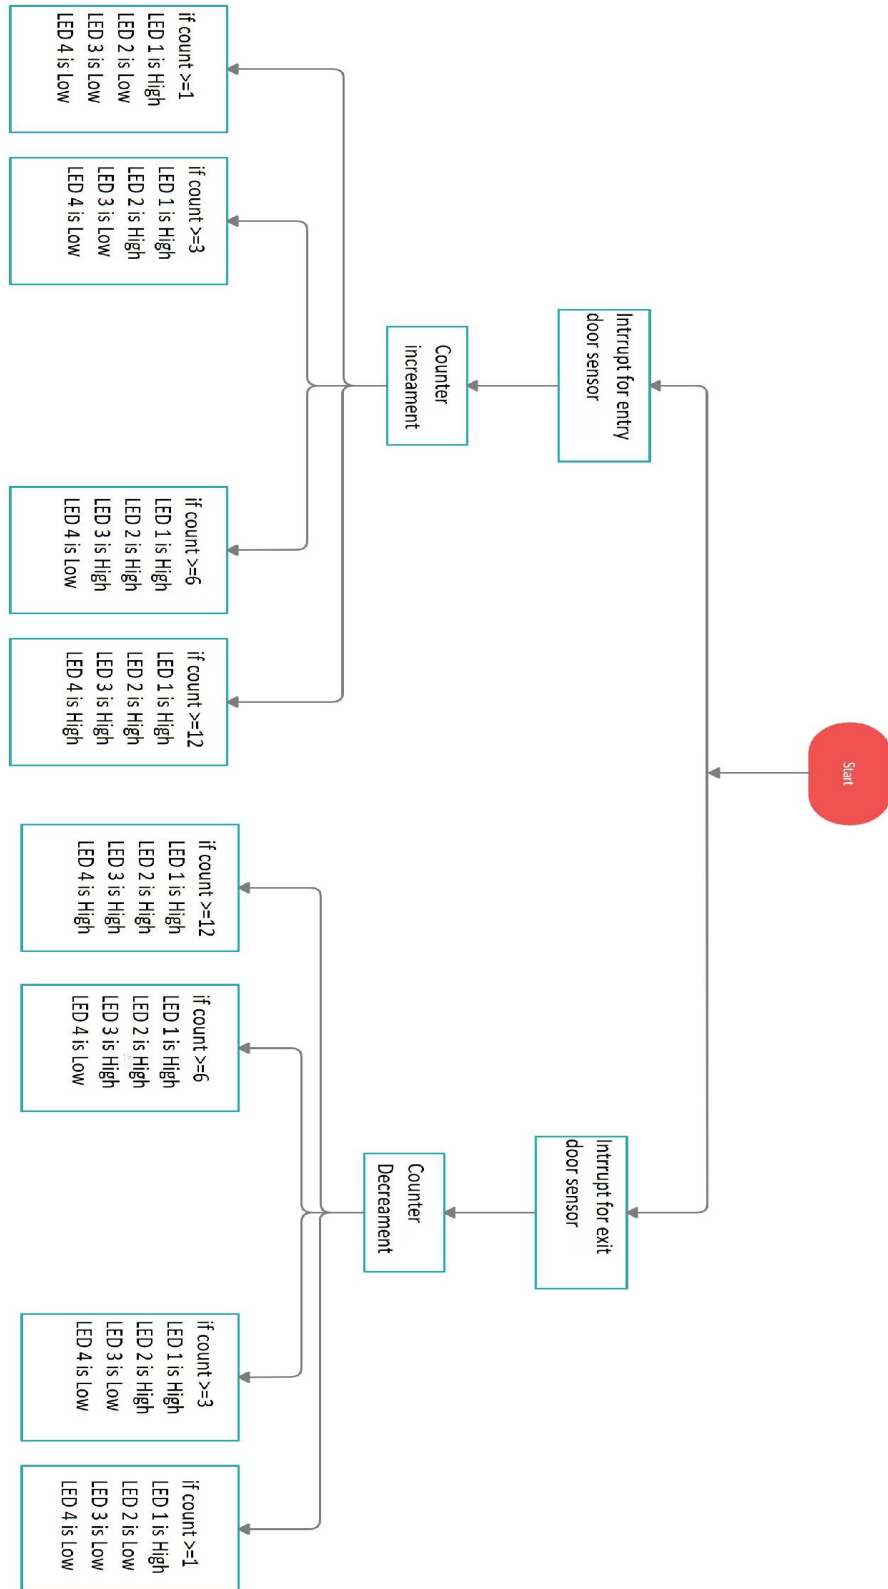 Start
Intrrupt for entry
door sensor
Counter
increament
if count >=1
LED 1 is High
LED 2 is Low
LED 3 is Low
LED 4 is Low
if count >=3
LED 1 is High
LED 2 is High
LED 3 is Low
LED 4 is Low
if count >=6
LED 1 is High
LED 2 is High
LED 3 is High
LED 4 is Low
if count >=12
LED 1 is High
LED 2 is High
LED 3 is High
LED 4 is High
Intrrupt for exit
door sensor
Counter
Decreament
if count >=12
LED 1 is High
LED 2 is High
LED 3 is High
LED 4 is High
if count >=6
LED 1 is High
LED 2 is High
LED 3 is High
LED 4 is Low
if count >=3
LED 1 is High
LED 2 is High
LED 3 is Low
LED 4 is Low
if count >=1
LED 1 is High
LED 2 is Low
LED 3 is Low
LED 4 is Low